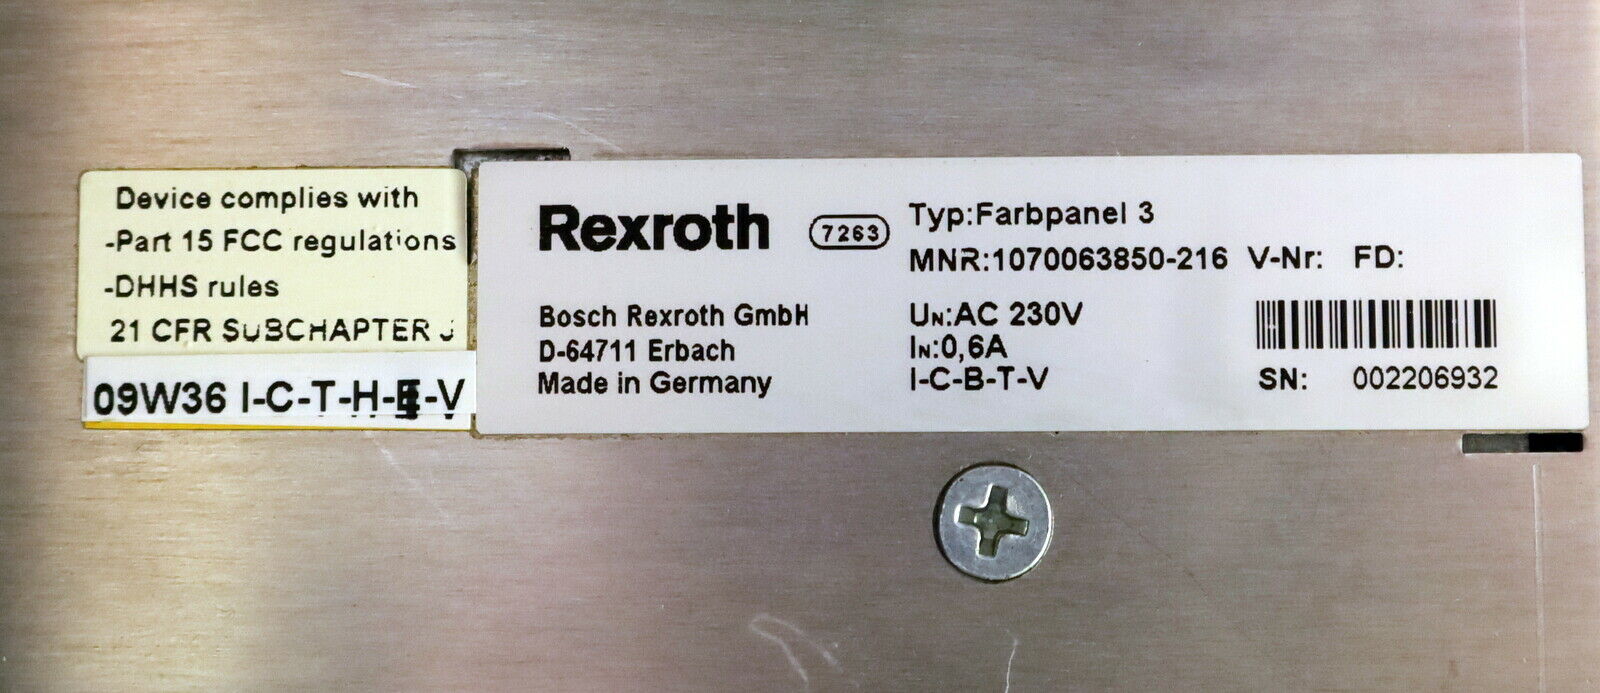 Device complies with
-Part 15 FCC regulations
-DHHS rules
21 CFR SUBCHAPTER J
09W36 I-C-T-H-E-V
Rexroth
7263
Bosch Rexroth GmbH
D-64711 Erbach
Made in Germany
Typ:Farbpanel 3
MNR:1070063850-216 V-Nr: FD:
UN:AC 230V
IN:0,6A
I-C-B-T-V
SN: 002206932